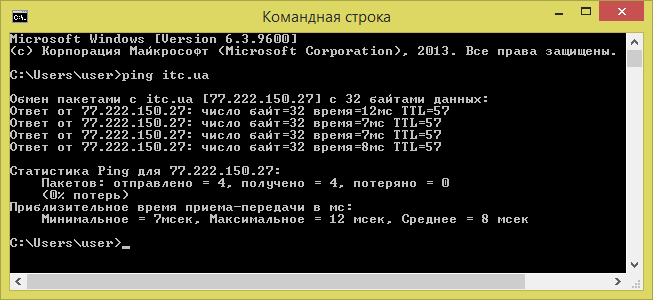 Командная строка
Microsoft Windows [Version 6.3.9600]
(c) Корпорация Майкрософт (Microsoft Corporation), 2013. Все права защищены.
C:\Users\user>ping itc.ua
Обмен пакетами с itc.ua [77.222.150.27] с 32 байтами данных:
Ответ от 77.222.150.27: число байт=32 время=12мс TTL=57
Ответ от 77.222.150.27: число байт=32 время=7мс TTL=57
Ответ от 77.222.150.27: число байт=32 время=7мс TTL=57
Ответ от 77.222.150.27: число байт=32 время=8мс TTL=57
Статистика Ping для 77.222.150.27:
Пакетов: отправлено = 4, получено = 4, потеряно = 0
(0% потерь)
Приблизительное время приема-передачи в мс:
Минимальное = 7мсек, Максимальное = 12 мсек, Среднее = 8 мсек
C:\Users\user>_